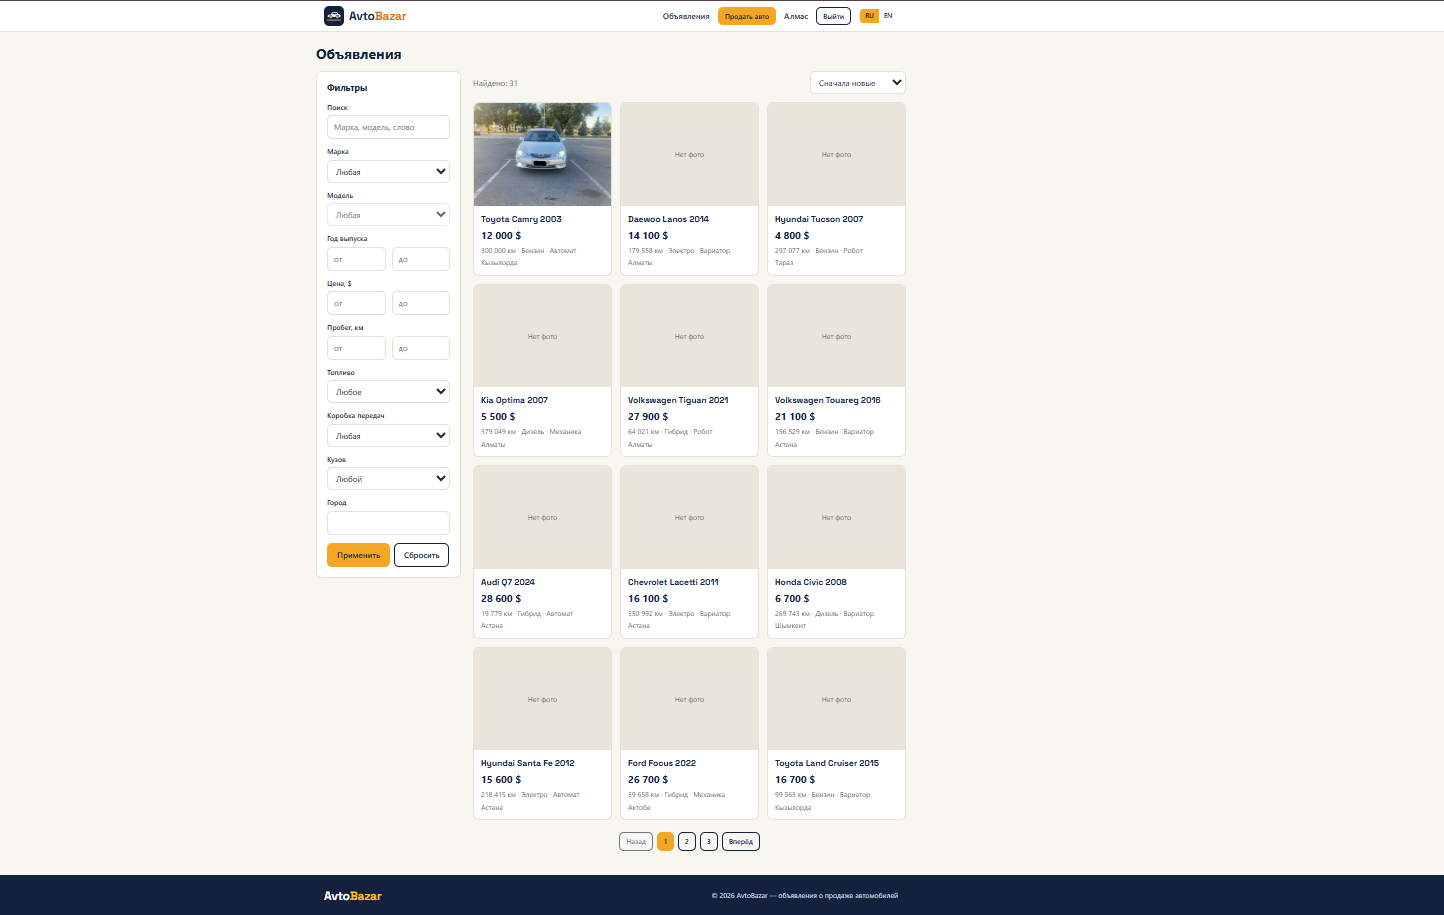 AvtoBazar
Объявления
Продать авто
Алмас
Выйти
RU
EN
Объявления
Фильтры
Поиск
Марка, модель, слово
Марка
Любая
Модель
Любая
Год выпуска
от
до
Цена, $
от
до
Пробег, км
от
до
Топливо
Любое
Коробка передач
Любая
Кузов
Любой
Город
Применить
Сбросить
Найдено: 31
Сначала новые
Toyota Camry 2003
12 000 $
300 000 км · Бензин · Автомат
Кызылорда
Нет фото
Daewoo Lanos 2014
14 100 $
179 558 км · Электро · Вариатор
Алматы
Нет фото
Hyundai Tucson 2007
4 800 $
297 077 км · Бензин · Робот
Тараз
Нет фото
Kia Optima 2007
5 500 $
379 049 км · Дизель · Механика
Алматы
Нет фото
Volkswagen Tiguan 2021
27 900 $
64 021 км · Гибрид · Робот
Алматы
Нет фото
Volkswagen Touareg 2016
21 100 $
156 529 км · Бензин · Вариатор
Астана
Нет фото
Audi Q7 2024
28 600 $
19 779 км · Гибрид · Автомат
Астана
Нет фото
Chevrolet Lacetti 2011
16 100 $
350 992 км · Электро · Вариатор
Астана
Нет фото
Honda Civic 2008
6 700 $
269 743 км · Дизель · Вариатор
Шымкент
Нет фото
Hyundai Santa Fe 2012
15 600 $
218 415 км · Электро · Автомат
Астана
Нет фото
Ford Focus 2022
26 700 $
39 658 км · Гибрид · Механика
Актобе
Нет фото
Toyota Land Cruiser 2015
16 700 $
99 563 км · Бензин · Вариатор
Кызылорда
Назад
1
2
3
Вперёд
AvtoBazar
© 2026 AvtoBazar — объявления о продаже автомобилей